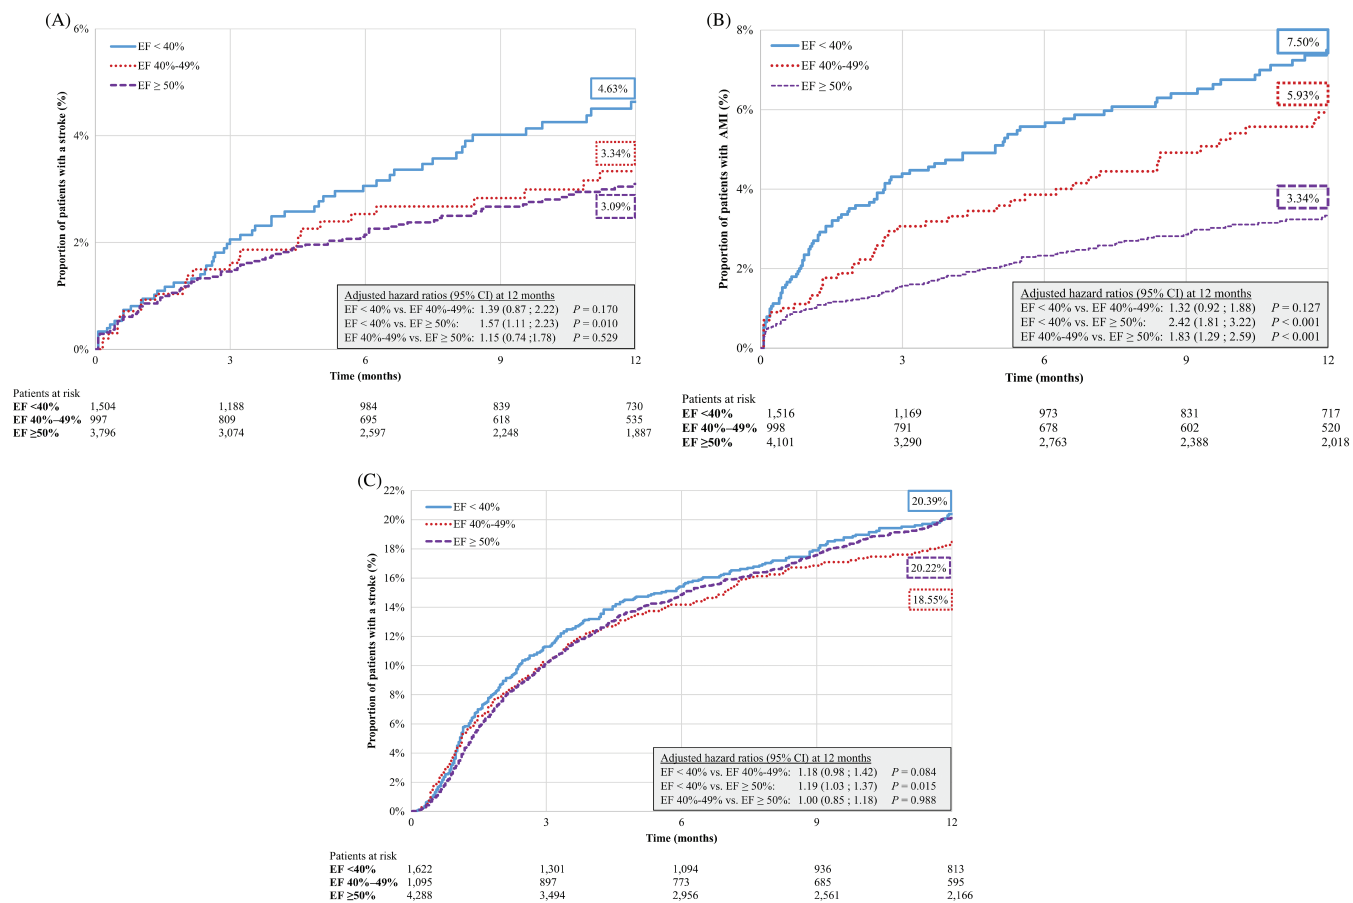 (A)
6%
4%
2%
0%
Proportion of patients with a stroke (%)
EF < 40%
EF 40%-49%
EF ≥ 50%
4.63%
3.34%
3.09%
Adjusted hazard ratios (95% CI) at 12 months
EF < 40% vs. EF 40%-49%: 1.39 (0.87 ; 2.22) P = 0.170
EF < 40% vs. EF ≥ 50%: 1.57 (1.11 ; 2.23) P = 0.010
EF 40%-49% vs. EF ≥ 50%: 1.15 (0.74 ;1.78) P = 0.529
0 3 6 9 12
Time (months)
Patients at risk
EF <40% 1,504 1,188 984 839 730
EF 40%–49% 997 809 695 618 535
EF ≥50% 3,796 3,074 2,597 2,248 1,887
(B)
8%
6%
4%
2%
0%
Proportion of patients with AMI (%)
EF < 40%
EF 40%-49%
EF ≥ 50%
7.50%
5.93%
3.34%
Adjusted hazard ratios (95% CI) at 12 months
EF < 40% vs. EF 40%-49%: 1.32 (0.92 ; 1.88) P = 0.127
EF < 40% vs. EF ≥ 50%: 2.42 (1.81 ; 3.22) P < 0.001
EF 40%-49% vs. EF ≥ 50%: 1.83 (1.29 ; 2.59) P < 0.001
0 3 6 9 12
Time (months)
Patients at risk
EF <40% 1,516 1,169 973 831 717
EF 40%–49% 998 791 678 602 520
EF ≥50% 4,101 3,290 2,763 2,388 2,018
(C)
22%
20%
18%
16%
14%
12%
10%
8%
6%
4%
2%
0%
Proportion of patients with a stroke (%)
EF < 40%
EF 40%-49%
EF ≥ 50%
20.39%
20.22%
18.55%
Adjusted hazard ratios (95% CI) at 12 months
EF < 40% vs. EF 40%-49%: 1.18 (0.98 ; 1.42) P = 0.084
EF < 40% vs. EF ≥ 50%: 1.19 (1.03 ; 1.37) P = 0.015
EF 40%-49% vs. EF ≥ 50%: 1.00 (0.85 ; 1.18) P = 0.988
0 3 6 9 12
Time (months)
Patients at risk
EF <40% 1,622 1,301 1,094 936 813
EF 40%–49% 1,095 897 773 685 595
EF ≥50% 4,288 3,494 2,956 2,561 2,166